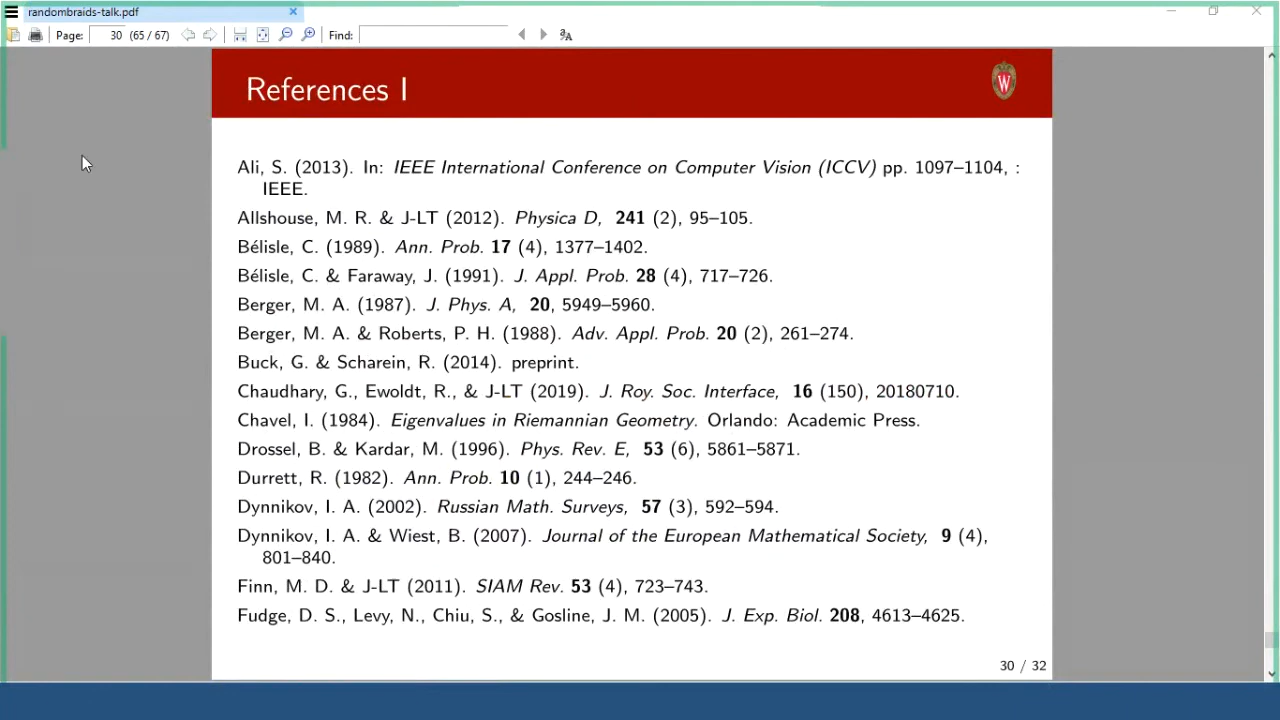 randombraids-talk.pdf
Page: 30 (65 / 67) Find:
References I
W
Ali, S. (2013). In: IEEE International Conference on Computer Vision (ICCV) pp. 1097–1104, :
IEEE.
Allshouse, M. R. & J-LT (2012). Physica D, 241 (2), 95–105.
Bélisle, C. (1989). Ann. Prob. 17 (4), 1377–1402.
Bélisle, C. & Faraway, J. (1991). J. Appl. Prob. 28 (4), 717–726.
Berger, M. A. (1987). J. Phys. A, 20, 5949–5960.
Berger, M. A. & Roberts, P. H. (1988). Adv. Appl. Prob. 20 (2), 261–274.
Buck, G. & Scharein, R. (2014). preprint.
Chaudhary, G., Ewoldt, R., & J-LT (2019). J. Roy. Soc. Interface, 16 (150), 20180710.
Chavel, I. (1984). Eigenvalues in Riemannian Geometry. Orlando: Academic Press.
Drossel, B. & Kardar, M. (1996). Phys. Rev. E, 53 (6), 5861–5871.
Durrett, R. (1982). Ann. Prob. 10 (1), 244–246.
Dynnikov, I. A. (2002). Russian Math. Surveys, 57 (3), 592–594.
Dynnikov, I. A. & Wiest, B. (2007). Journal of the European Mathematical Society, 9 (4),
801–840.
Finn, M. D. & J-LT (2011). SIAM Rev. 53 (4), 723–743.
Fudge, D. S., Levy, N., Chiu, S., & Gosline, J. M. (2005). J. Exp. Biol. 208, 4613–4625.
30 / 32